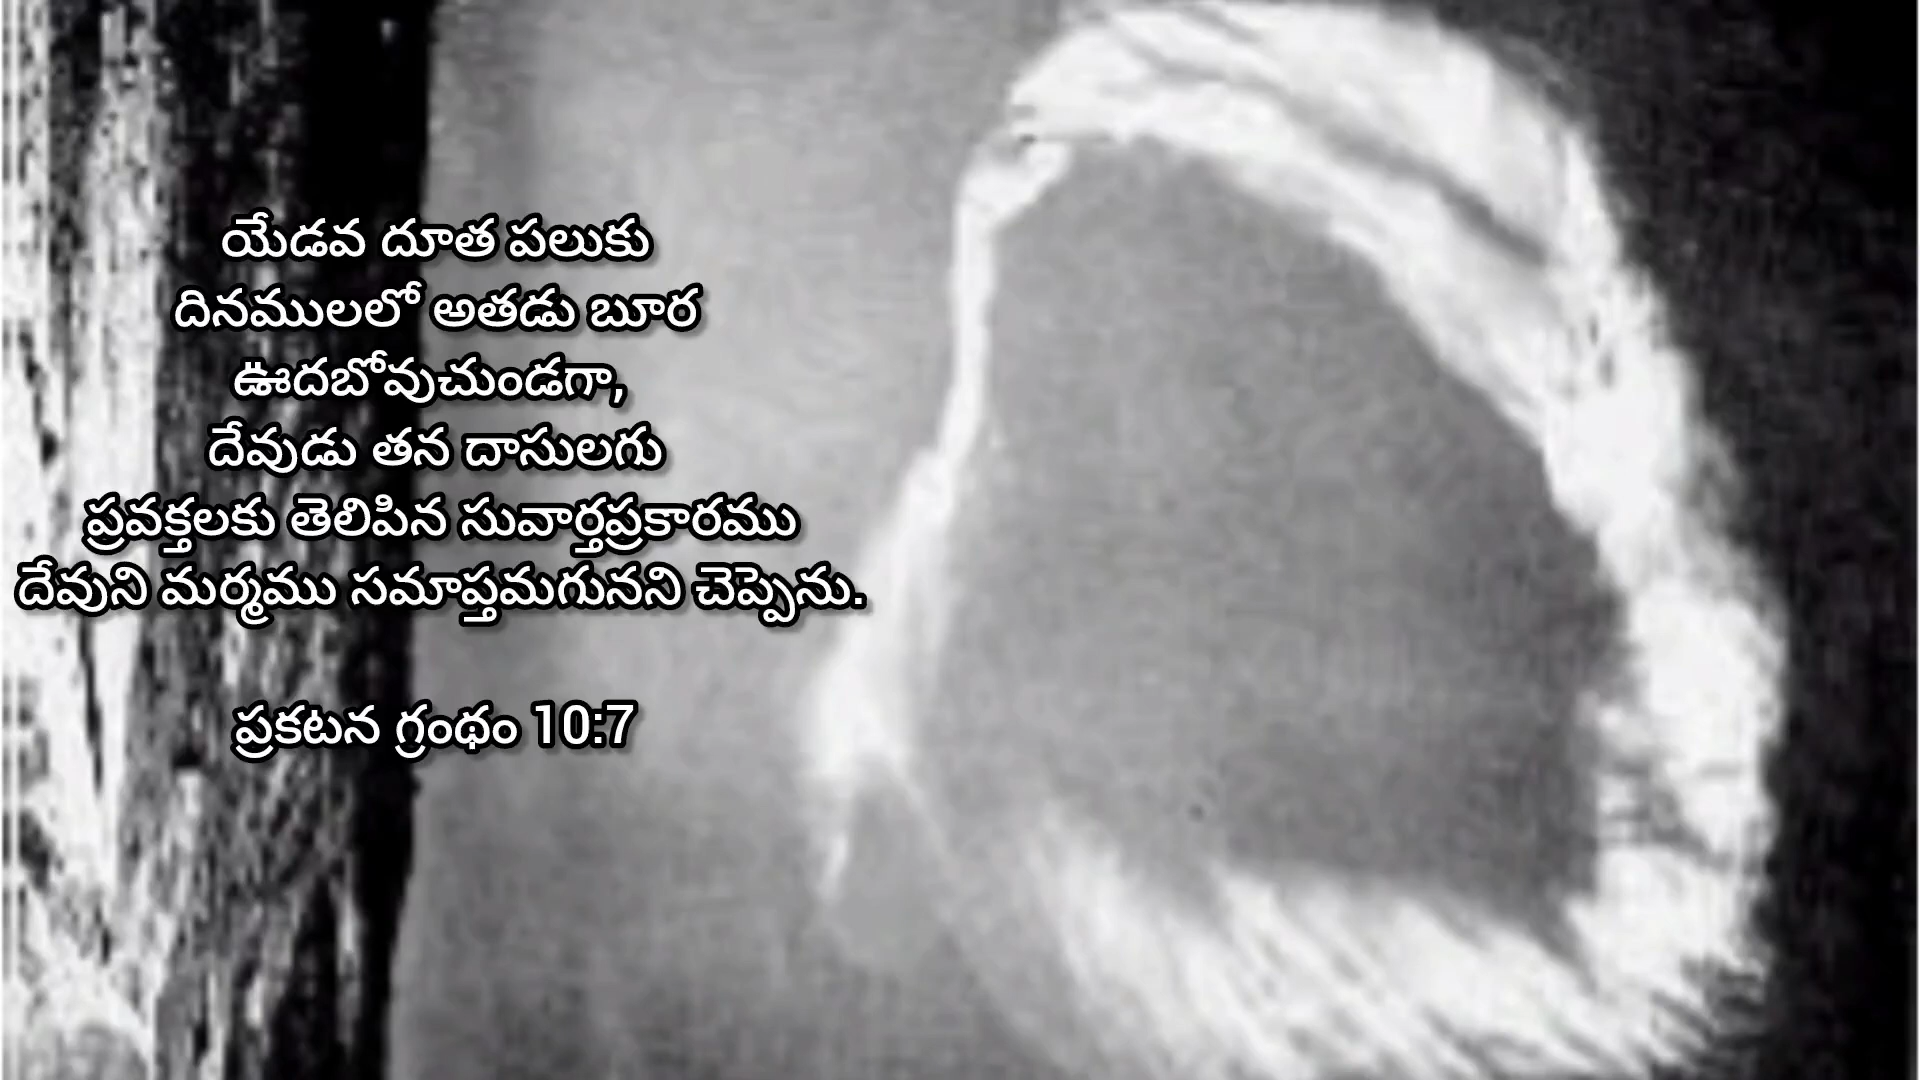 యేడవ దూత పలుకు
దినములలో అతడు బూర
ఊదబోవుచుండగా,
దేవుడు తన దాసులగు
ప్రవక్తలకు తెలిపిన సువార్తప్రకారము
దేవుని మర్మము సమాప్తమగునని చెప్పెను.
ప్రకటన గ్రంథం 10:7